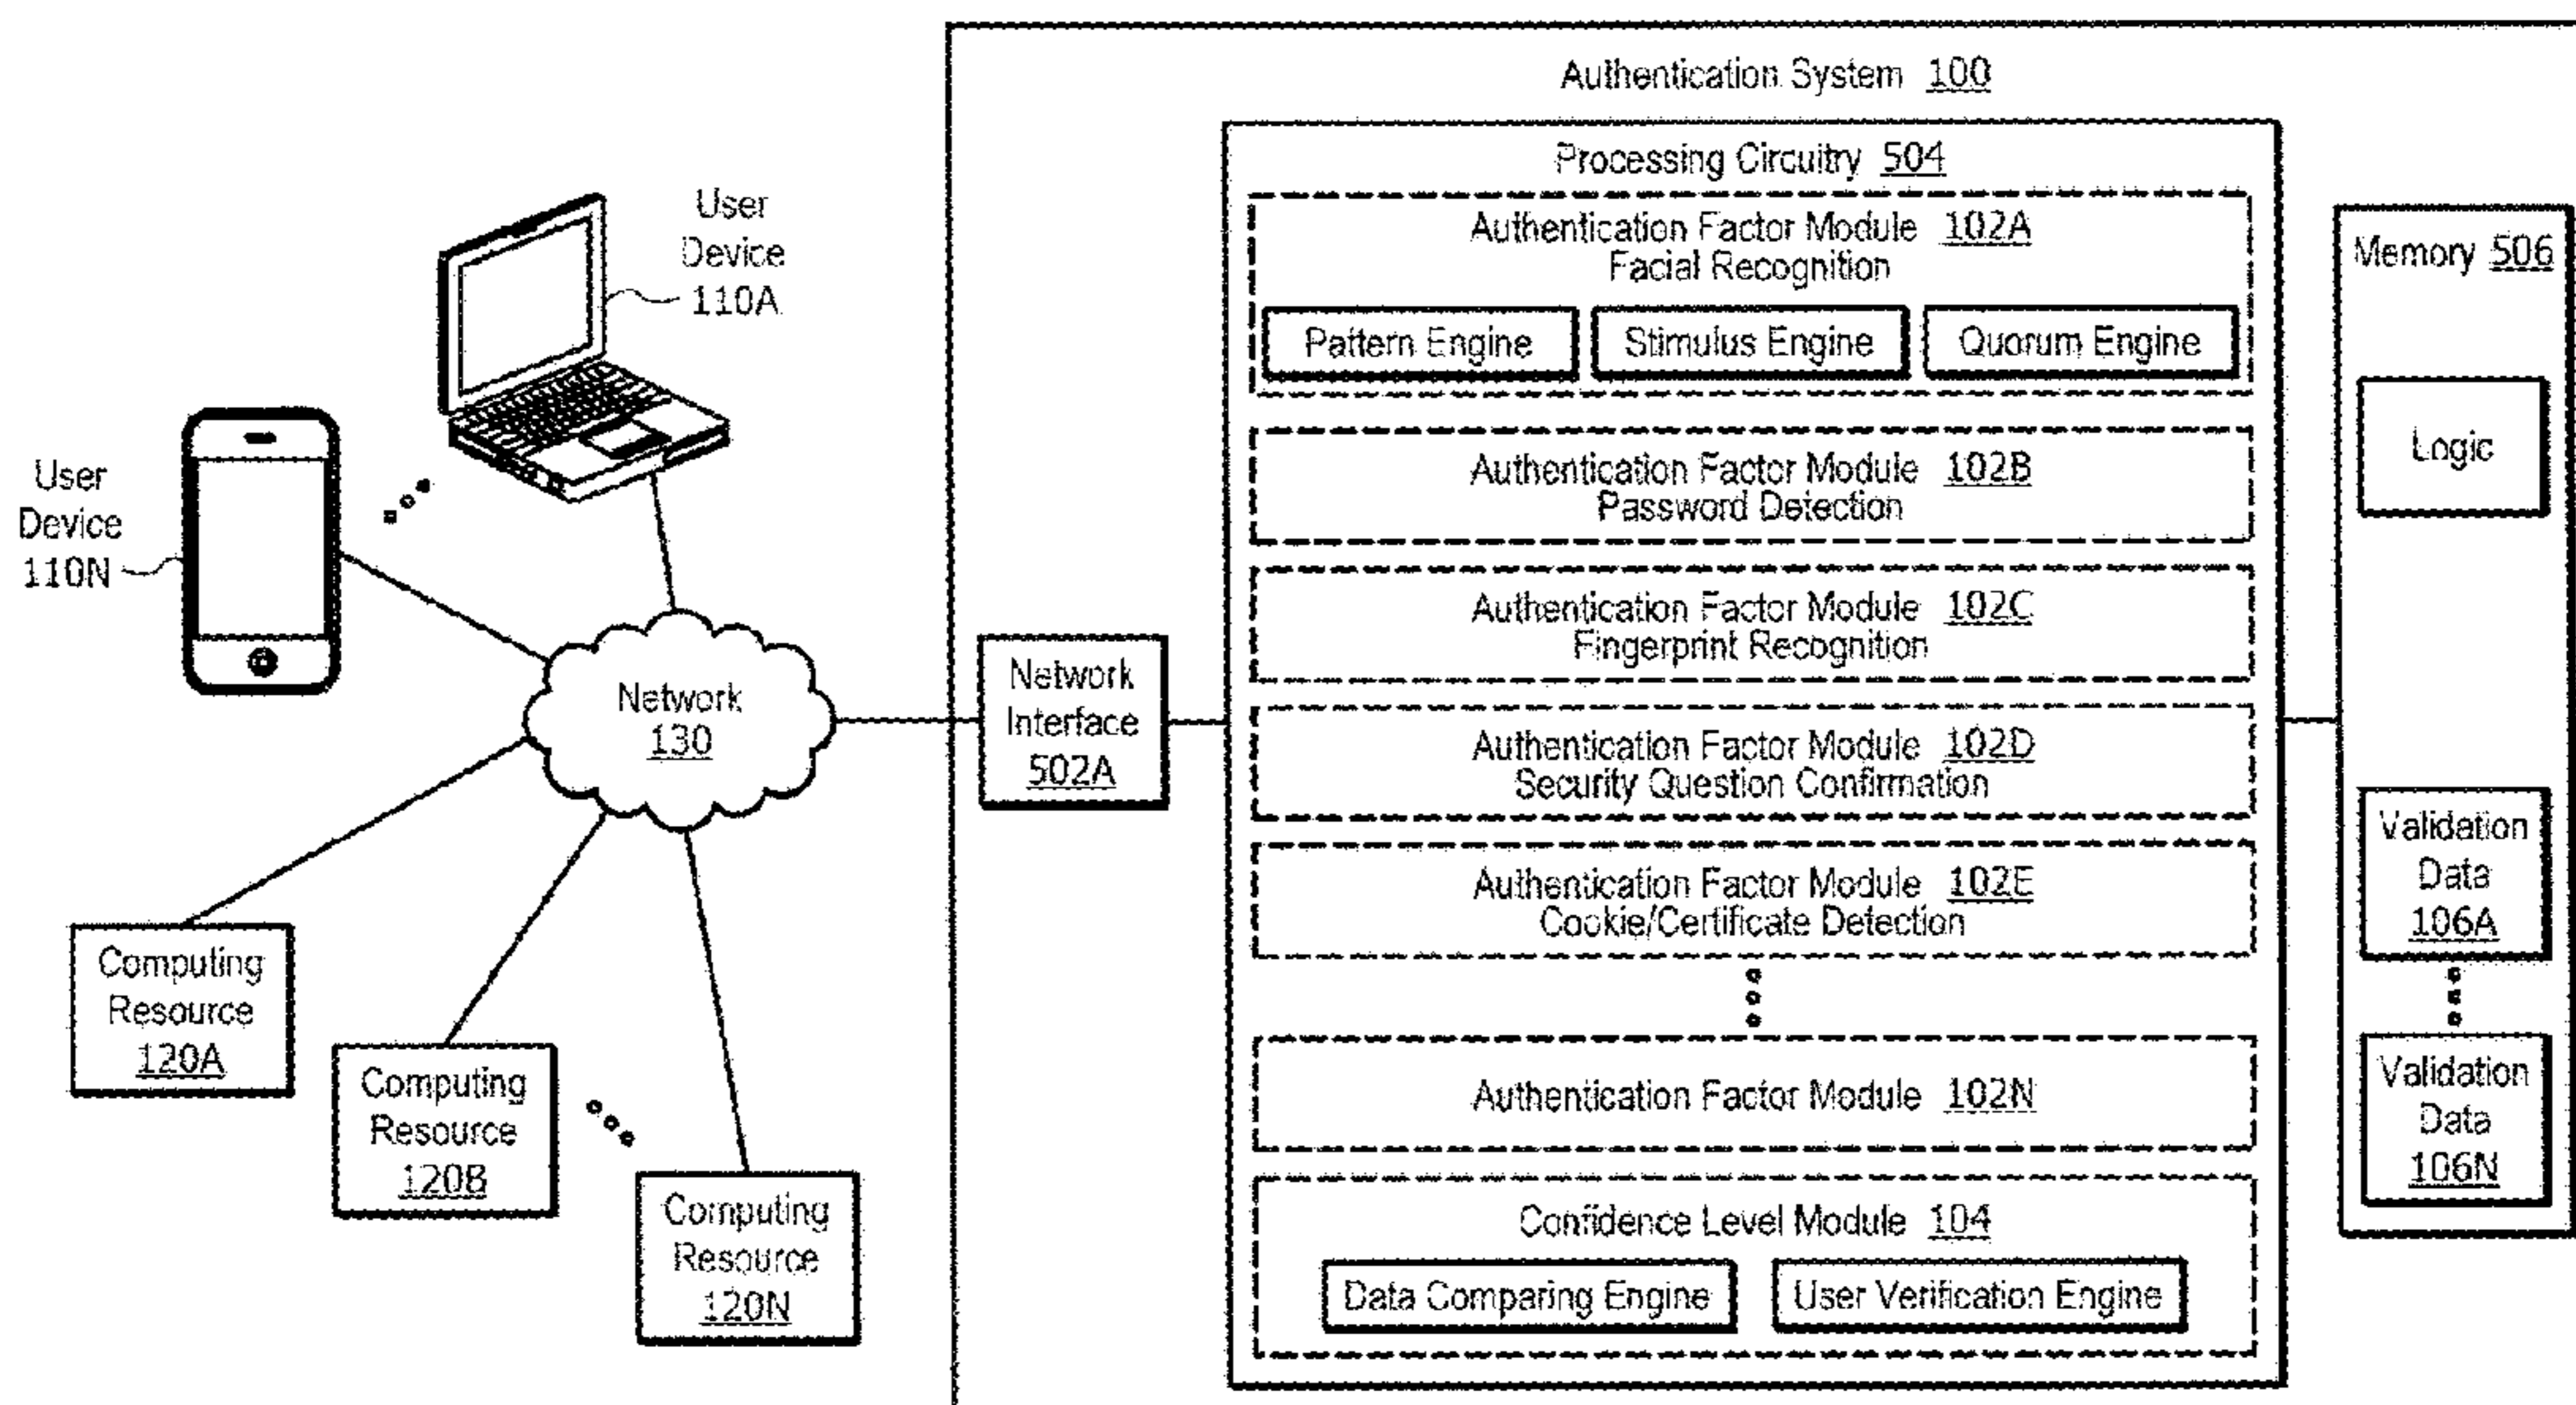 Authentication System 100
Processing Circuitry 504
Authentication Factor Module 102A
Facial Recognition
Pattern Engine
Stimulus Engine
Quorum Engine
Authentication Factor Module 102B
Password Detection
Authentication Factor Module 102C
Fingerprint Recognition
Authentication Factor Module 102D
Security Question Confirmation
Authentication Factor Module 102E
Cookie/Certificate Detection
Authentication Factor Module 102N
Confidence Level Module 104
Data Comparing Engine
User Verification Engine
Memory 506
Logic
Validation
Data
106A
Validation
Data
106N
User
Device
110A
User
Device
110N
Network
130
Network
Interface
502A
Computing
Resource
120A
Computing
Resource
120B
Computing
Resource
120N